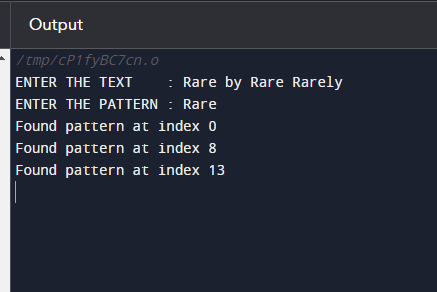 Output
/tmp/cP1fyBC7cn.o
ENTER THE TEXT    : Rare by Rare Rarely
ENTER THE PATTERN : Rare
Found pattern at index 0
Found pattern at index 8
Found pattern at index 13